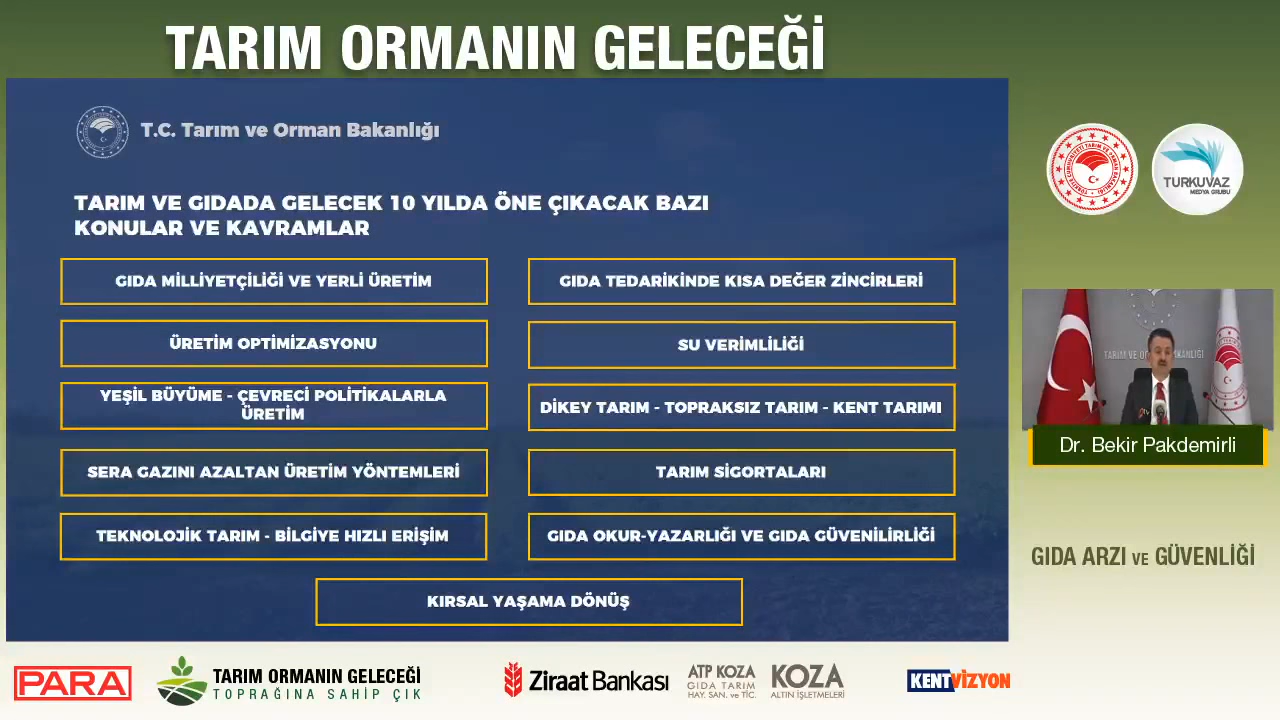 TARIM ORMANIN GELECEĞİ
T.C. Tarım ve Orman Bakanlığı
TARIM VE GIDADA GELECEK 10 YILDA ÖNE ÇIKACAK BAZI
KONULAR VE KAVRAMLAR
GIDA MİLLİYETÇİLİĞİ VE YERLİ ÜRETİM
GIDA TEDARİKİNDE KISA DEĞER ZİNCİRLERİ
ÜRETİM OPTİMİZASYONU
SU VERİMLİLİĞİ
YEŞİL BÜYÜME - ÇEVRECİ POLİTİKALARLA
ÜRETİM
DİKEY TARIM - TOPRAKSIZ TARIM - KENT TARIMI
SERA GAZINI AZALTAN ÜRETİM YÖNTEMLERİ
TARIM SİGORTALARI
TEKNOLOJİK TARIM - BİLGİYE HIZLI ERİŞİM
GIDA OKUR-YAZARLIĞI VE GIDA GÜVENİLİRLİĞİ
KIRSAL YAŞAMA DÖNÜŞ
TURKUVAZ
MEDYA GRUBU
Dr. Bekir Pakdemirli
GIDA ARZI VE GÜVENLİĞİ
PARA
TARIM ORMANIN GELECEĞİ
TOPRAĞINA SAHİP ÇIK
Ziraat Bankası
ATP KOZA
GIDA TARIM
HAY. SAN. ve TİC.
KOZA
ALTIN İŞLETMELERİ
KENTVİZYON